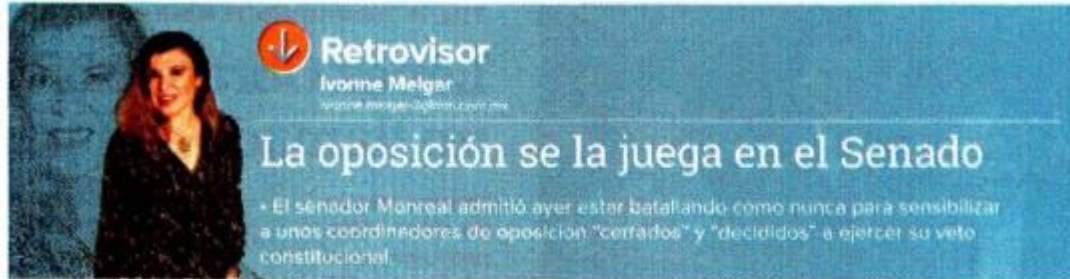 Retrovisor
Ivonne Melgar
La oposición se la juega en el Senado
• El senador Monreal admitió ayer estar batallando como nunca para sensibilizar
a unos coordinadores de oposición "cerrados" y "decididos" a ejercer su veto
constitucional.